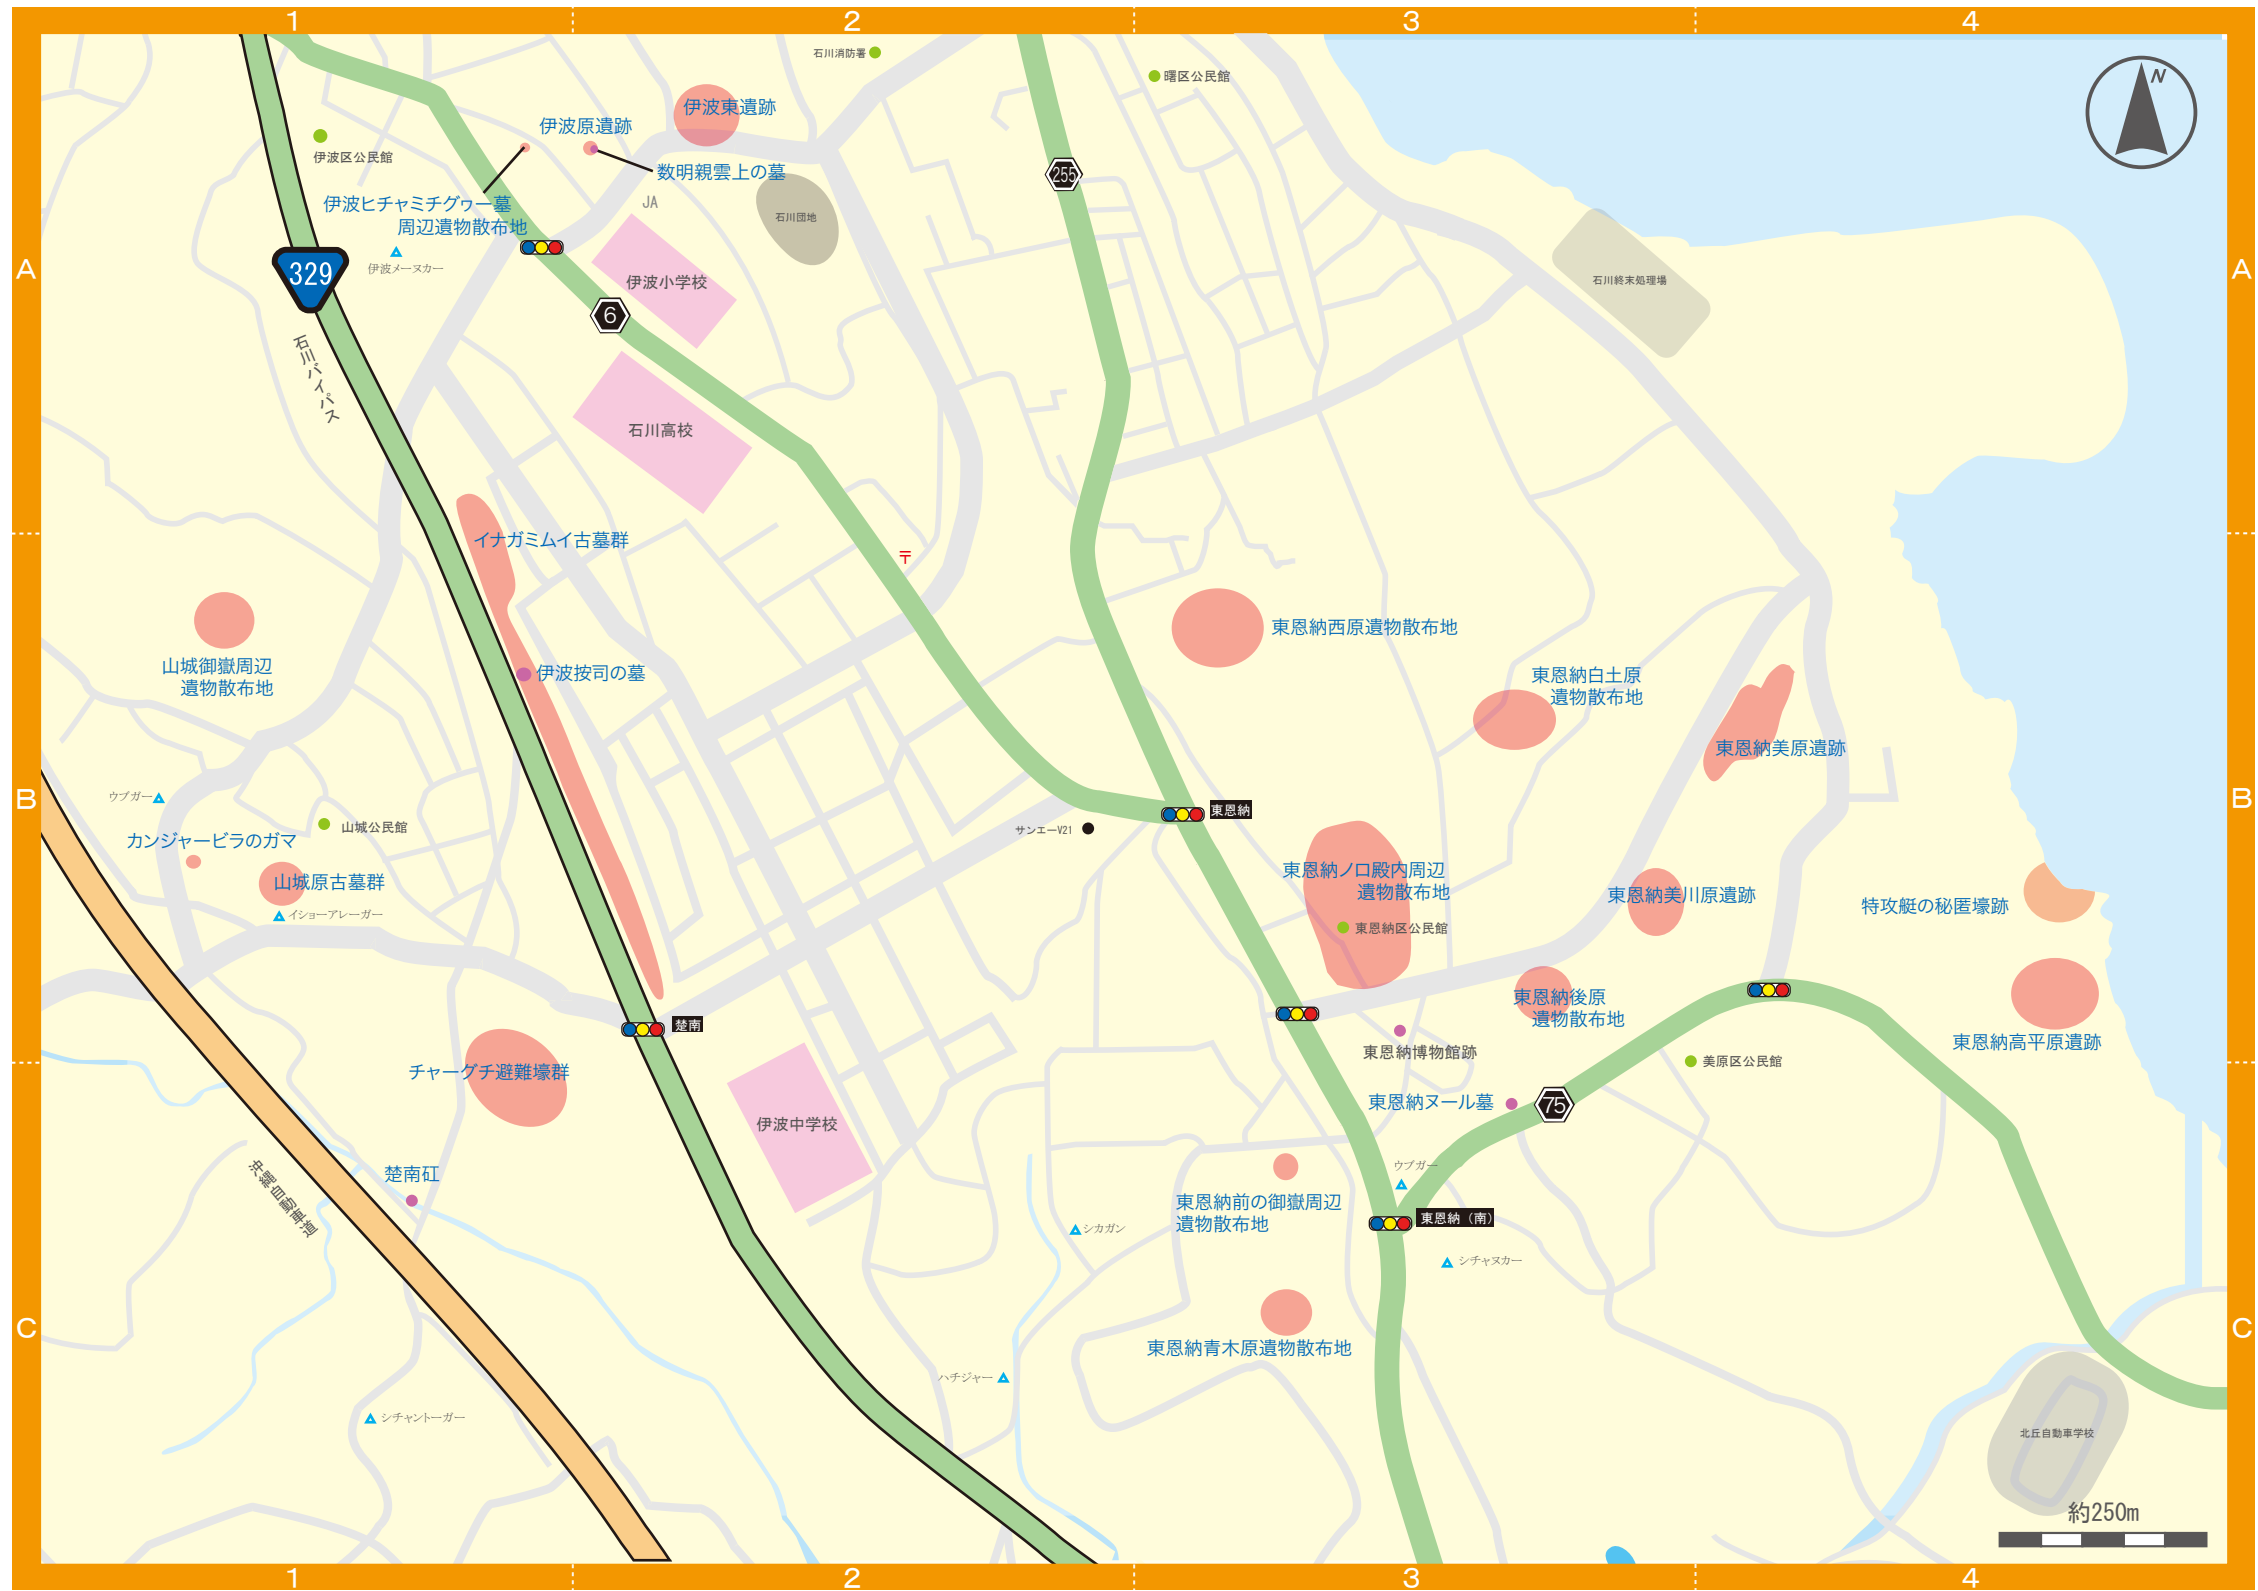 1
2
3
4
石川消防署
曙区公民館
N
伊波東遺跡
伊波原遺跡
伊波区公民館
数明親雲上の墓
255
伊波ヒチャミチグヮー墓
周辺遺物散布地
JA
石川団地
A
伊波メーヌカー
329
伊波小学校
石川終末処理場
A
6
石川バイパス
石川高校
イナガミムイ古墓群
〒
東恩納西原遺物散布地
山城御嶽周辺
遺物散布地
伊波按司の墓
東恩納白土原
遺物散布地
東恩納美原遺跡
B
ウブガー
東恩納
B
山城公民館
サンエーV21
カンジャービラのガマ
山城原古墓群
イショーアレーガー
東恩納ノロ殿内周辺
遺物散布地
東恩納区公民館
東恩納美川原遺跡
特攻艇の秘匿壕跡
東恩納後原
遺物散布地
楚南
東恩納博物館跡
東恩納高平原遺跡
チャーグチ避難壕群
美原区公民館
東恩納ヌール墓
75
伊波中学校
沖縄自動車道
楚南矼
ウブガー
東恩納前の御嶽周辺
遺物散布地
東恩納（南）
シカガン
シチャヌカー
C
C
東恩納青木原遺物散布地
ハチジャー
シチャントーガー
北丘自動車学校
約250m
1
2
3
4